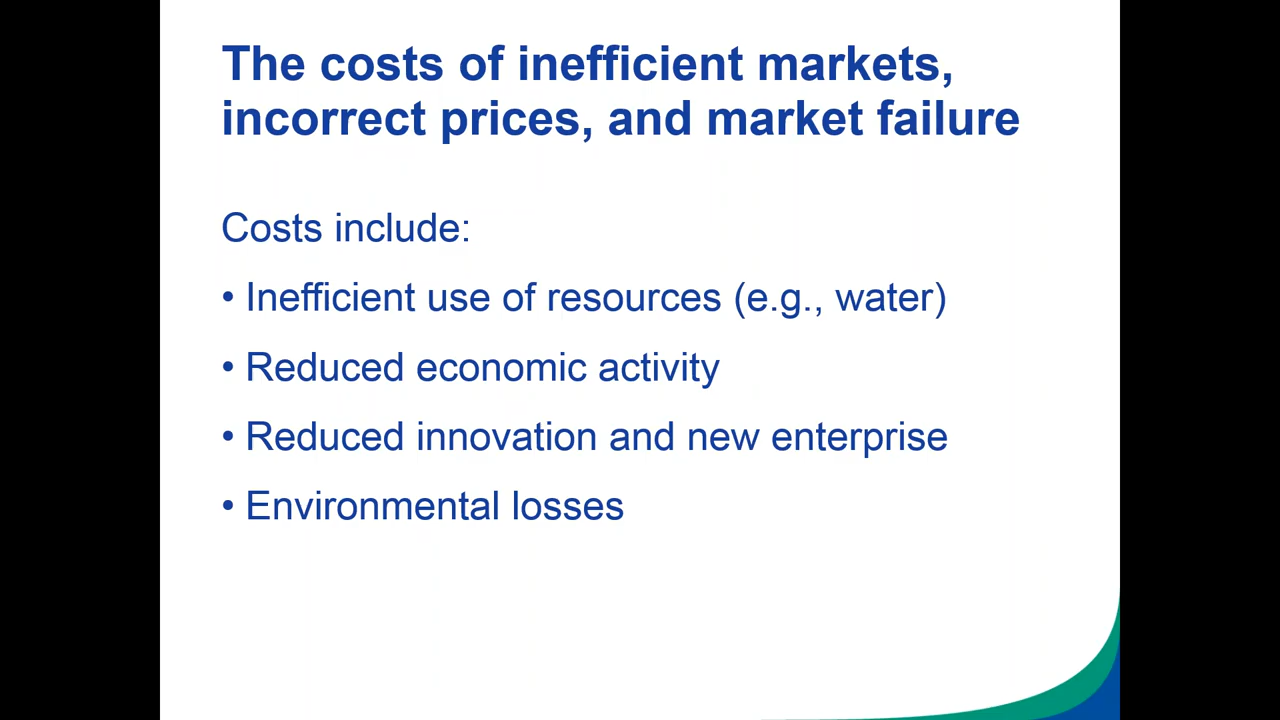 The costs of inefficient markets,
incorrect prices, and market failure
Costs include:
• Inefficient use of resources (e.g., water)
• Reduced economic activity
• Reduced innovation and new enterprise
• Environmental losses